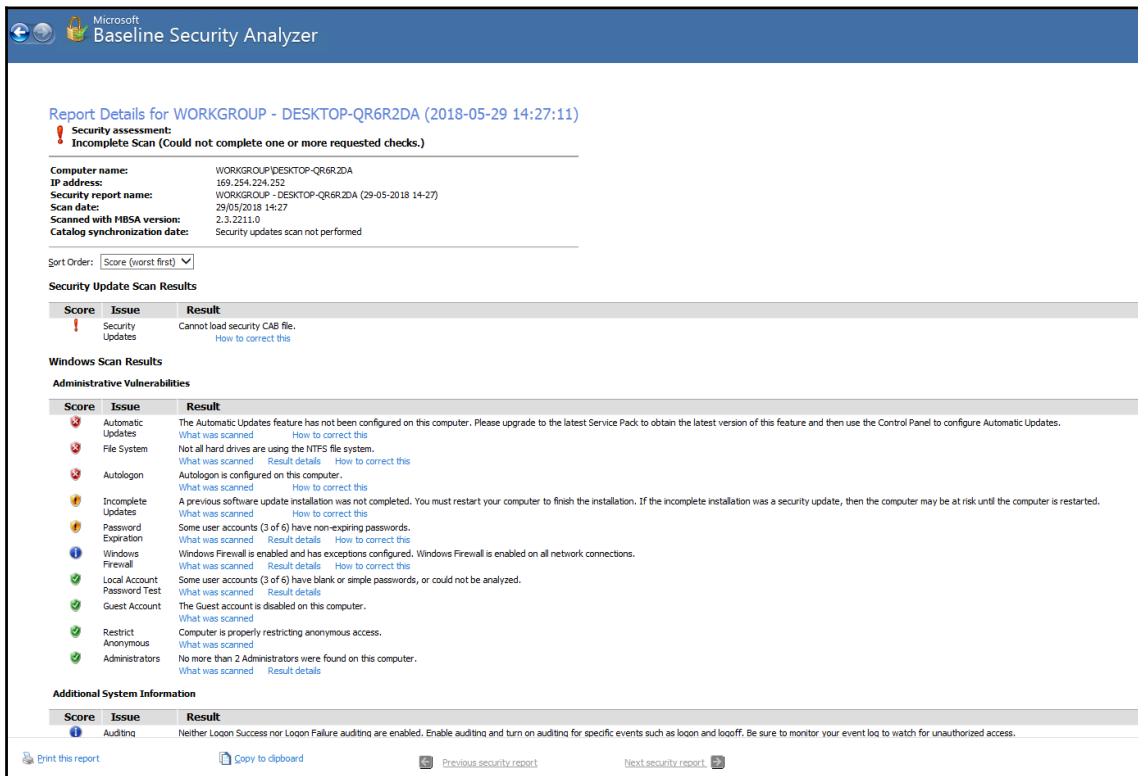 Microsoft
Baseline Security Analyzer
Report Details for WORKGROUP - DESKTOP-QR6R2DA (2018-05-29 14:27:11)
Security assessment:
Incomplete Scan (Could not complete one or more requested checks.)
Computer name: WORKGROUP\DESKTOP-QR6R2DA
IP address: 169.254.224.252
Security report name: WORKGROUP - DESKTOP-QR6R2DA (29-05-2018 14-27)
Scan date: 29/05/2018 14:27
Scanned with MBSA version: 2.3.2211.0
Catalog synchronization date: Security updates scan not performed
Sort Order: Score (worst first)
Security Update Scan Results
Score Issue Result
Security Updates Cannot load security CAB file.
How to correct this
Windows Scan Results
Administrative Vulnerabilities
Score Issue Result
Automatic Updates The Automatic Updates feature has not been configured on this computer. Please upgrade to the latest Service Pack to obtain the latest version of this feature and then use the Control Panel to configure Automatic Updates.
What was scanned How to correct this
File System Not all hard drives are using the NTFS file system.
What was scanned Result details How to correct this
Autologon Autologon is configured on this computer.
What was scanned How to correct this
Incomplete Updates A previous software update installation was not completed. You must restart your computer to finish the installation. If the incomplete installation was a security update, then the computer may be at risk until the computer is restarted.
What was scanned How to correct this
Password Expiration Some user accounts (3 of 6) have non-expiring passwords.
What was scanned Result details How to correct this
Windows Firewall Windows Firewall is enabled and has exceptions configured. Windows Firewall is enabled on all network connections.
What was scanned Result details How to correct this
Local Account Password Test Some user accounts (3 of 6) have blank or simple passwords, or could not be analyzed.
What was scanned Result details
Guest Account The Guest account is disabled on this computer.
What was scanned
Restrict Anonymous Computer is properly restricting anonymous access.
What was scanned
Administrators No more than 2 Administrators were found on this computer.
What was scanned Result details
Additional System Information
Score Issue Result
Auditing Neither Logon Success nor Logon Failure auditing are enabled. Enable auditing and turn on auditing for specific events such as logon and logoff. Be sure to monitor your event log to watch for unauthorized access.
Print this report Copy to clipboard Previous security report Next security report